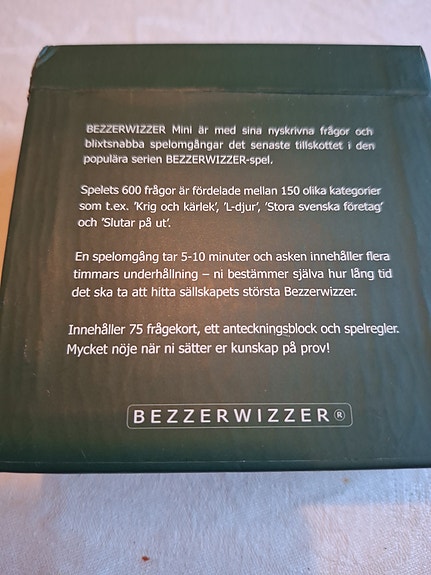 BEZZERWIZZER Mini är med sina nyskrivna frågor och
blixtsnabba spelomgångar det senaste tillskottet i den
populära serien BEZZERWIZZER-spel.
Spelets 600 frågor är fördelade mellan 150 olika kategorier
som t.ex. 'Krig och kärlek', 'L-djur', 'Stora svenska företag'
och 'Slutar på ut'.
En spelomgång tar 5-10 minuter och asken innehåller flera
timmars underhållning – ni bestämmer själva hur lång tid
det ska ta att hitta sällskapets största Bezzerwizzer.
Innehåller 75 frågekort, ett anteckningsblock och spelregler.
Mycket nöje när ni sätter er kunskap på prov!
BEZZERWIZZER®